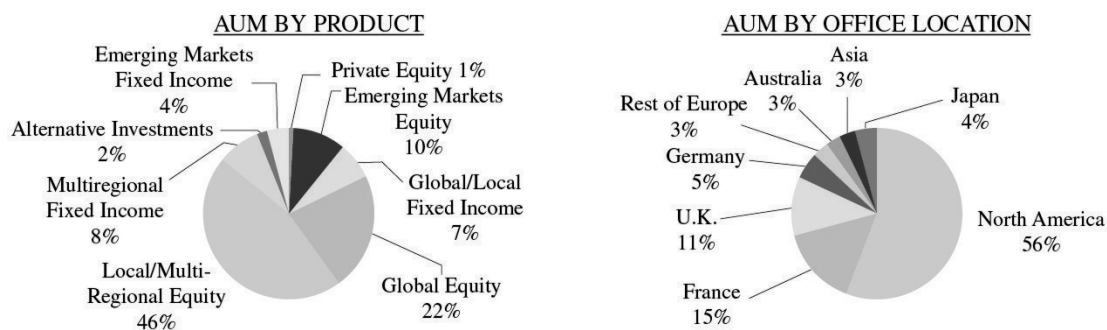 AUM BY PRODUCT
Emerging Markets
Fixed Income
4%
Private Equity 1%
Emerging Markets
Equity
10%
Alternative Investments
2%
Global/Local
Fixed Income
7%
Multiregional
Fixed Income
8%
Local/Multi-
Regional Equity
46%
Global Equity
22%
AUM BY OFFICE LOCATION
Asia
3%
Australia
3%
Japan
4%
Rest of Europe
3%
Germany
5%
U.K.
11%
North America
56%
France
15%